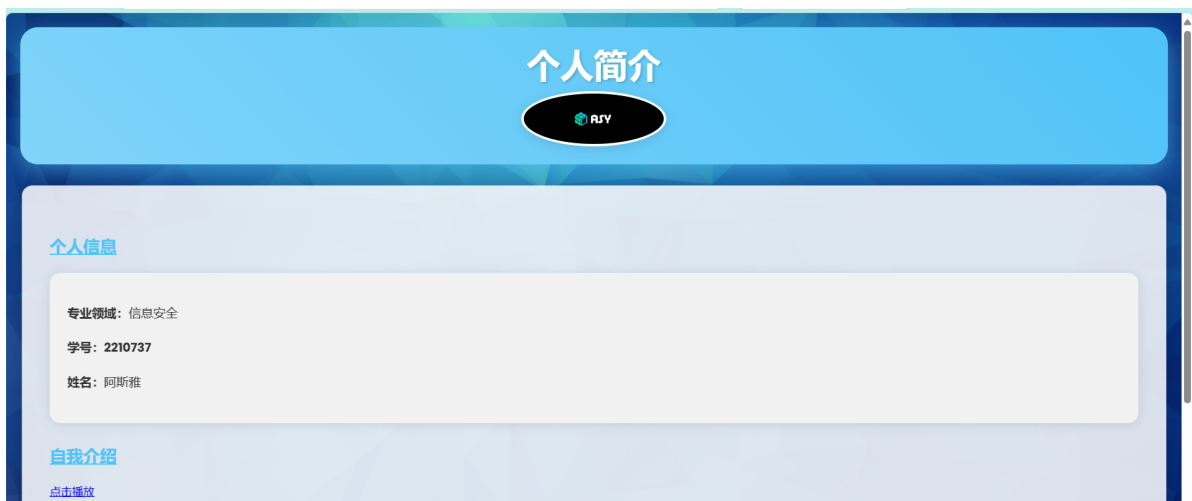 个人简介
ASY
个人信息
专业领域：信息安全
学号：2210737
姓名：阿斯雅
自我介绍
点击播放